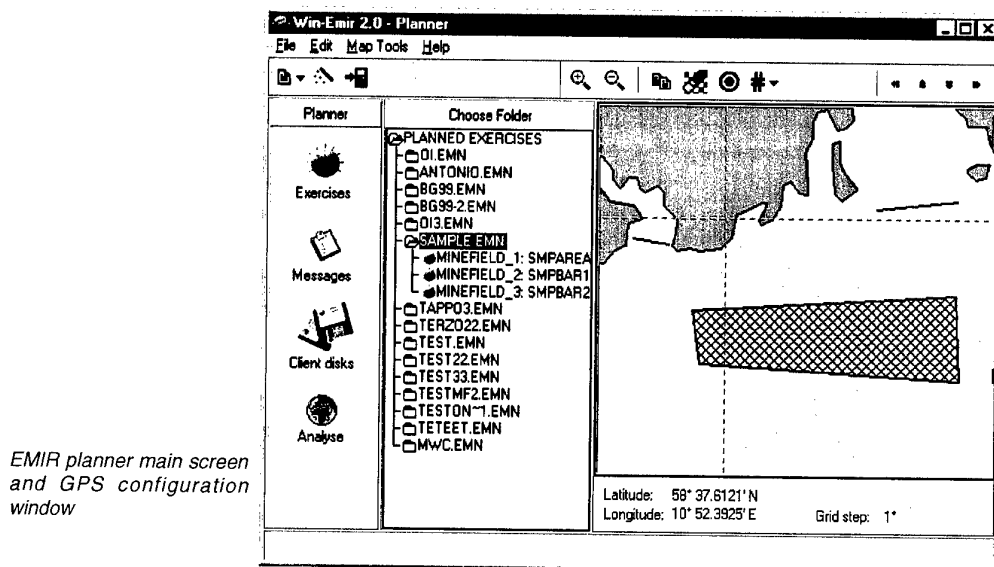 Win-Emir 2.0 - Planner
File Edit Map Tools Help
Planner
Exercises
Messages
Client disks
Analyse
Choose Folder
PLANNED EXERCISES
OI.EMN
ANTONIO.EMN
BG99.EMN
BG99-2.EMN
OI3.EMN
SAMPLE.EMN
MINEFIELD_1: SMPAREA
MINEFIELD_2: SMPBAR1
MINEFIELD_3: SMPBAR2
TAPPO3.EMN
TERZO22.EMN
TEST.EMN
TEST22.EMN
TEST33.EMN
TESTMF2.EMN
TESTON~1.EMN
TETEET.EMN
MWC.EMN
Latitude: 58° 37.6121' N
Longitude: 10° 52.3925' E Grid step: 1°
EMIR planner main screen
and GPS configuration
window